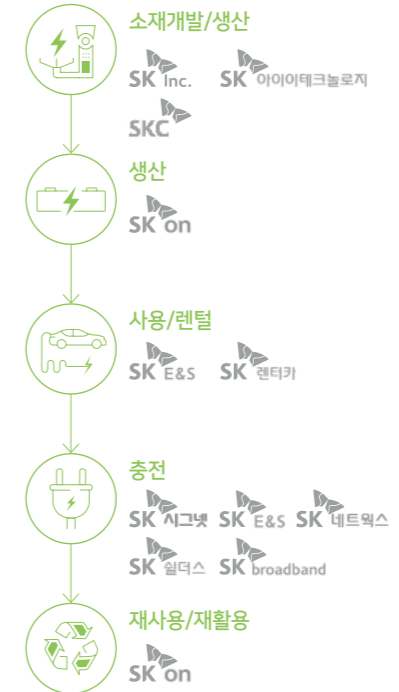 소재개발/생산
SK Inc. SK 아이이테크놀로지
SKC
생산
SK on
사용/렌털
SK E&S SK 렌터카
충전
SK 시그넷 SK E&S SK 네트웍스
SK 쉴더스 SK broadband
재사용/재활용
SK on